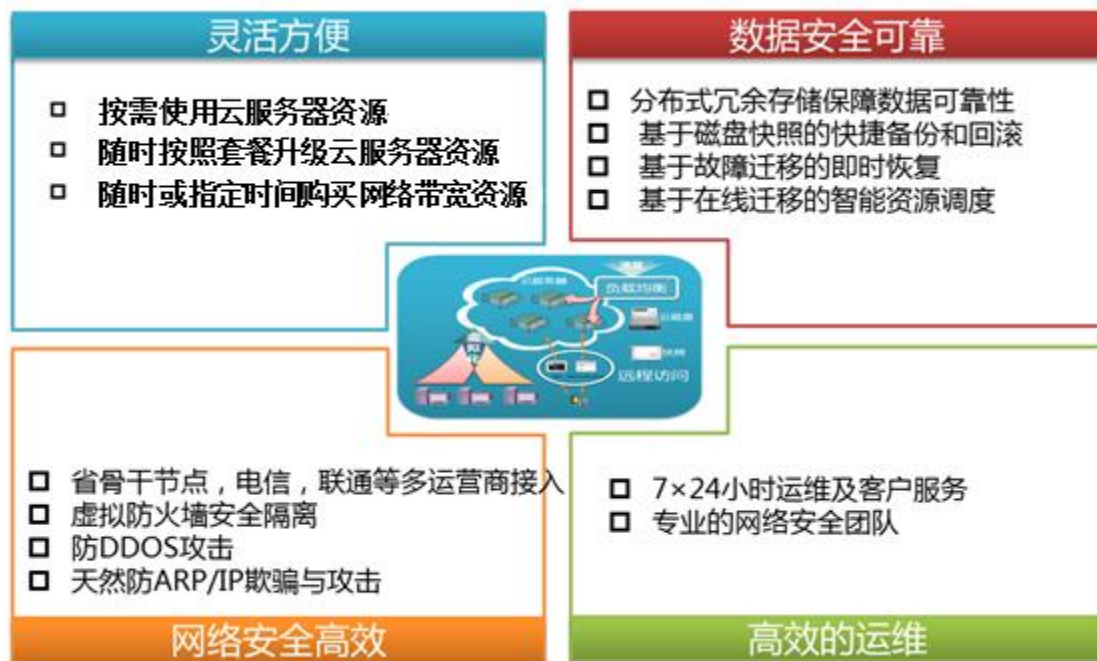 灵活方便
按需使用云服务器资源
随时按照套餐升级云服务器资源
随时或指定时间购买网络带宽资源
数据安全可靠
分布式冗余存储保障数据可靠性
基于磁盘快照的快捷备份和回滚
基于故障迁移的即时恢复
基于在线迁移的智能资源调度
云服务器
负载均衡
快照
远程访问
虚拟化
省骨干节点，电信，联通等多运营商接入
虚拟防火墙安全隔离
防DDOS攻击
天然防ARP/IP欺骗与攻击
网络安全高效
7×24小时运维及客户服务
专业的网络安全团队
高效的运维